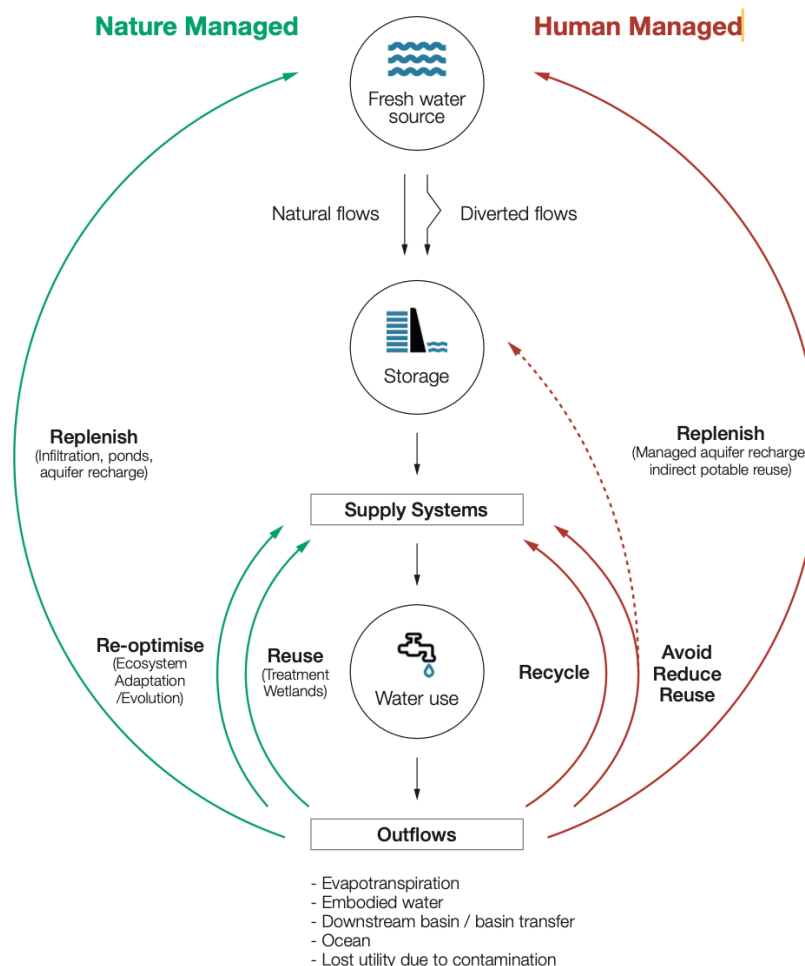 Nature Managed
Human Managed
Fresh water
source
Natural flows
Diverted flows
Storage
Replenish
(Infiltration, ponds,
aquifer recharge)
Replenish
(Managed aquifer recharge
indirect potable reuse)
Supply Systems
Re-optimise
(Ecosystem
Adaptation
/Evolution)
Reuse
(Treatment
Wetlands)
Water use
Recycle
Avoid
Reduce
Reuse
Outflows
- Evapotranspiration
- Embodied water
- Downstream basin / basin transfer
- Ocean
- Lost utility due to contamination